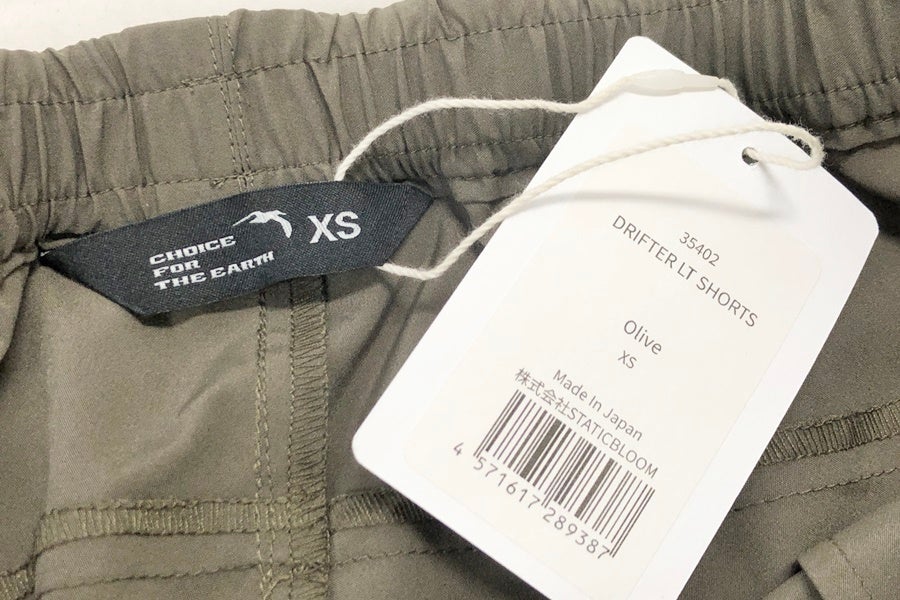 CHOICE
FOR
THE EARTH
XS
35402
DRIFTER LT SHORTS
Olive
XS
Made In Japan
株式会社STATICBLOOM
4 571617 289387